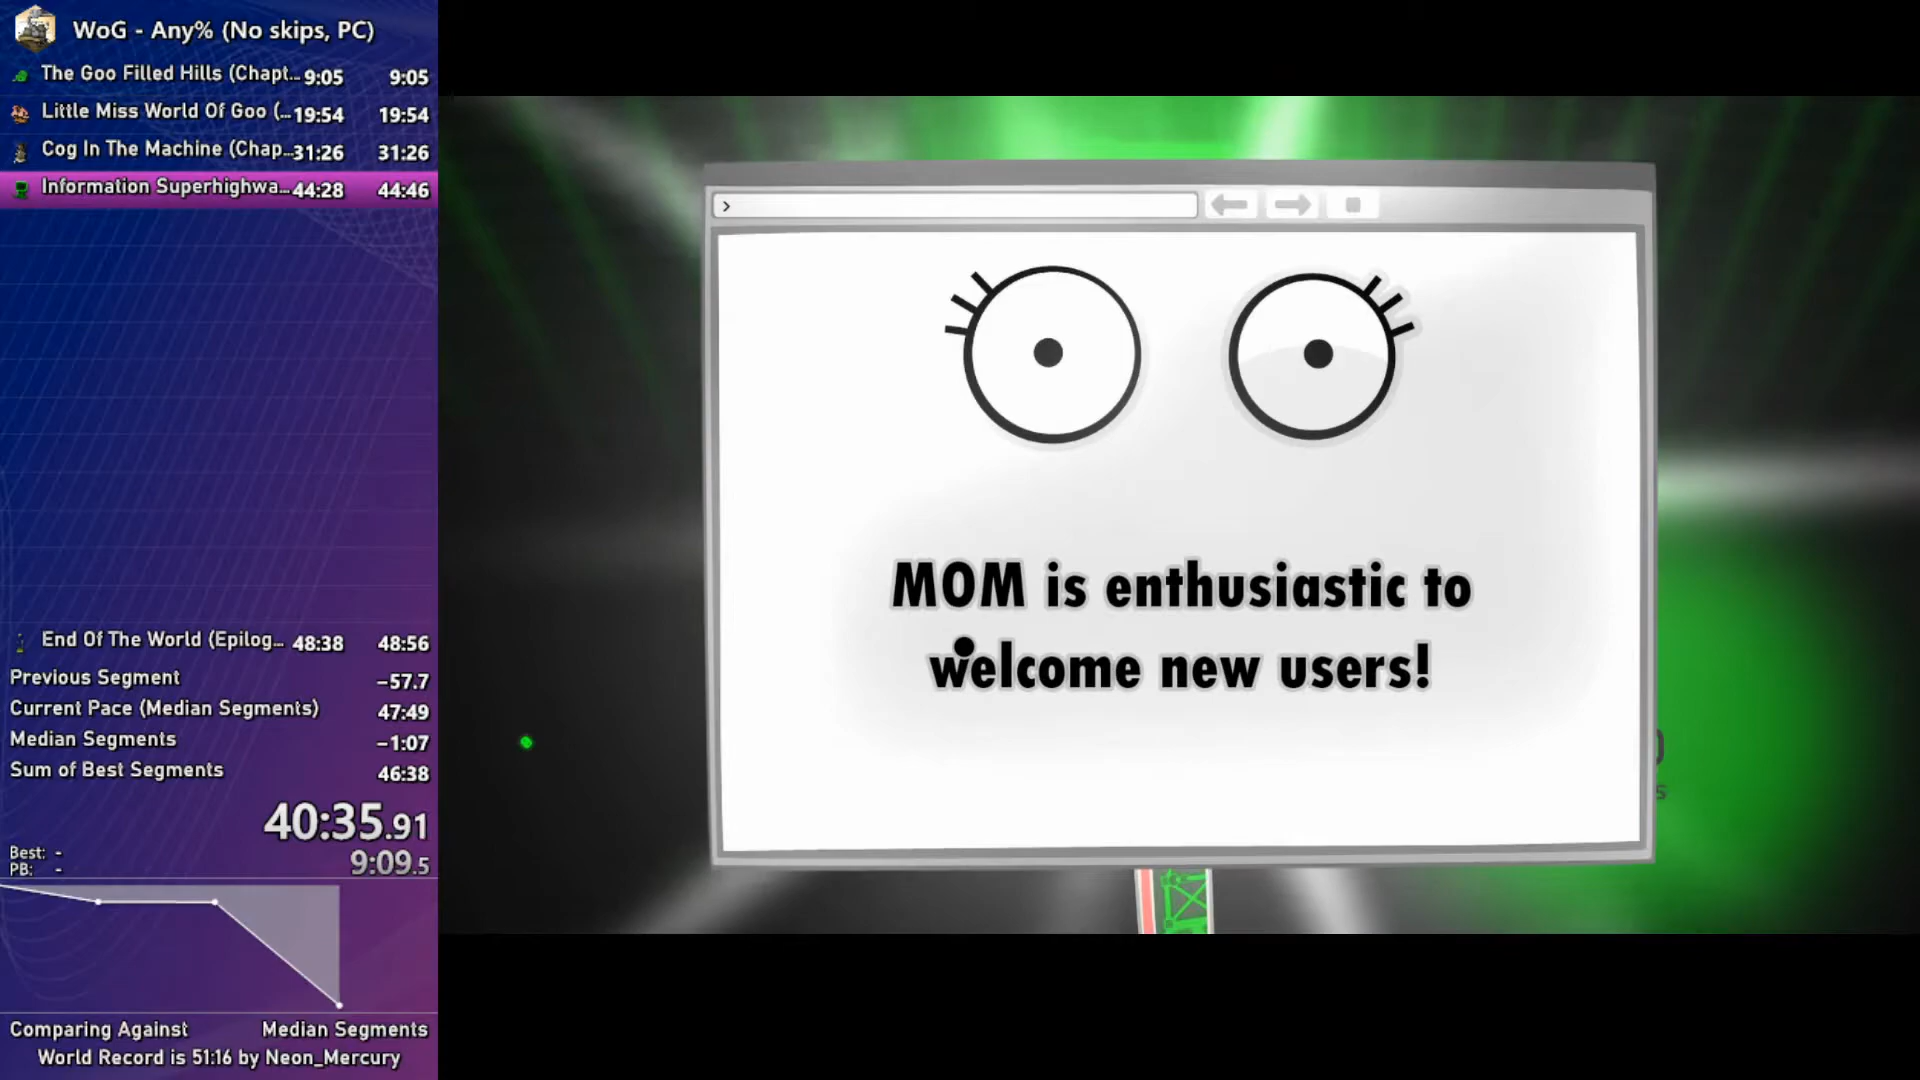 WoG - Any% (No skips, PC)
The Goo Filled Hills (Chapt... 9:05 9:05
Little Miss World Of Goo (... 19:54 19:54
Cog In The Machine (Chap... 31:26 31:26
Information Superhighwa... 44:28 44:46
End Of The World (Epilog... 48:38 48:56
Previous Segment −57.7
Current Pace (Median Segments) 47:49
Median Segments −1:07
Sum of Best Segments 46:38
40:35.91
Best: -
PB: -
9:09.5
Comparing Against Median Segments
World Record is 51:16 by Neon_Mercury
>
MOM is enthusiastic to
welcome new users!